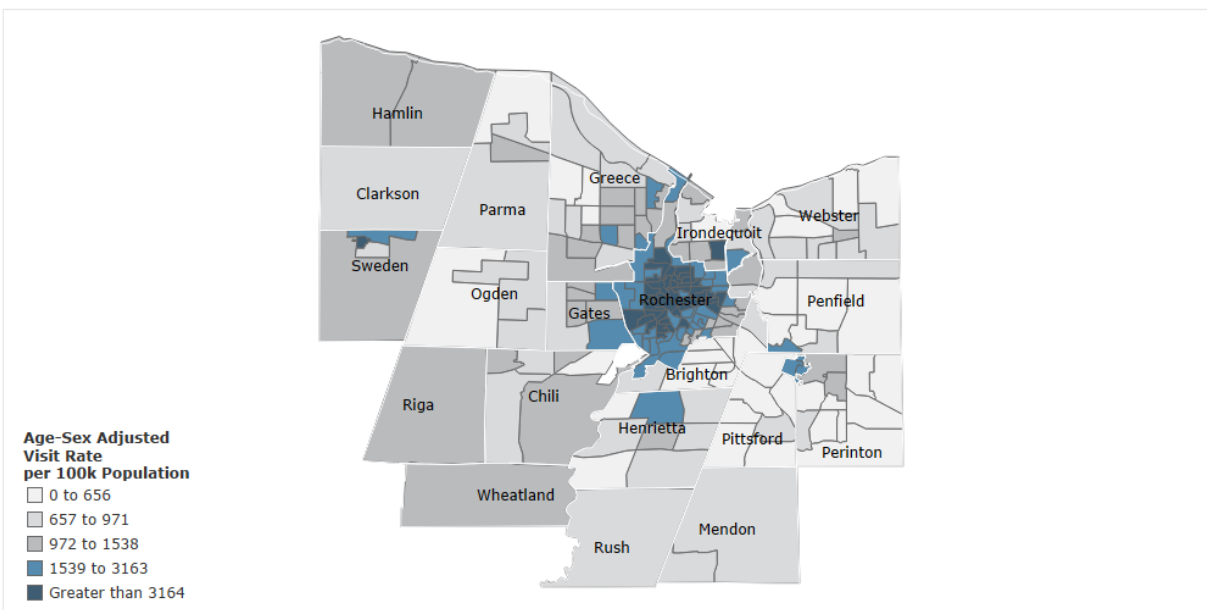 Hamlin
Clarkson
Greece
Parma
Webster
Irondequoit
Sweden
Ogden
Rochester
Penfield
Gates
Brighton
Riga
Chili
Henrietta
Pittsford
Perinton
Wheatland
Mendon
Rush
Age-Sex Adjusted
Visit Rate
per 100k Population
0 to 656
657 to 971
972 to 1538
1539 to 3163
Greater than 3164